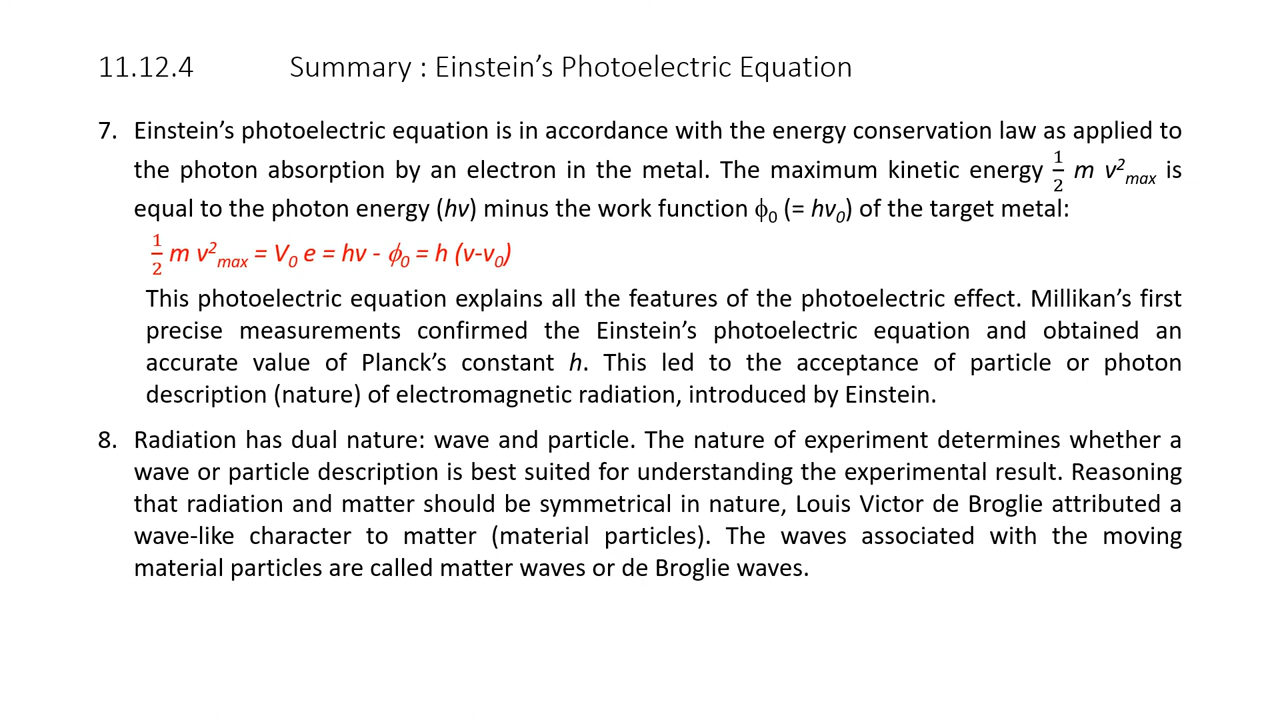 11.12.4 Summary : Einstein’s Photoelectric Equation
7. Einstein’s photoelectric equation is in accordance with the energy conservation law as applied to
the photon absorption by an electron in the metal. The maximum kinetic energy 1/2 m v²max is
equal to the photon energy (hν) minus the work function ϕ₀ (= hν₀) of the target metal:
1/2 m v²max = V₀ e = hν - ϕ₀ = h (ν-ν₀)
This photoelectric equation explains all the features of the photoelectric effect. Millikan’s first
precise measurements confirmed the Einstein’s photoelectric equation and obtained an
accurate value of Planck’s constant h. This led to the acceptance of particle or photon
description (nature) of electromagnetic radiation, introduced by Einstein.
8. Radiation has dual nature: wave and particle. The nature of experiment determines whether a
wave or particle description is best suited for understanding the experimental result. Reasoning
that radiation and matter should be symmetrical in nature, Louis Victor de Broglie attributed a
wave-like character to matter (material particles). The waves associated with the moving
material particles are called matter waves or de Broglie waves.